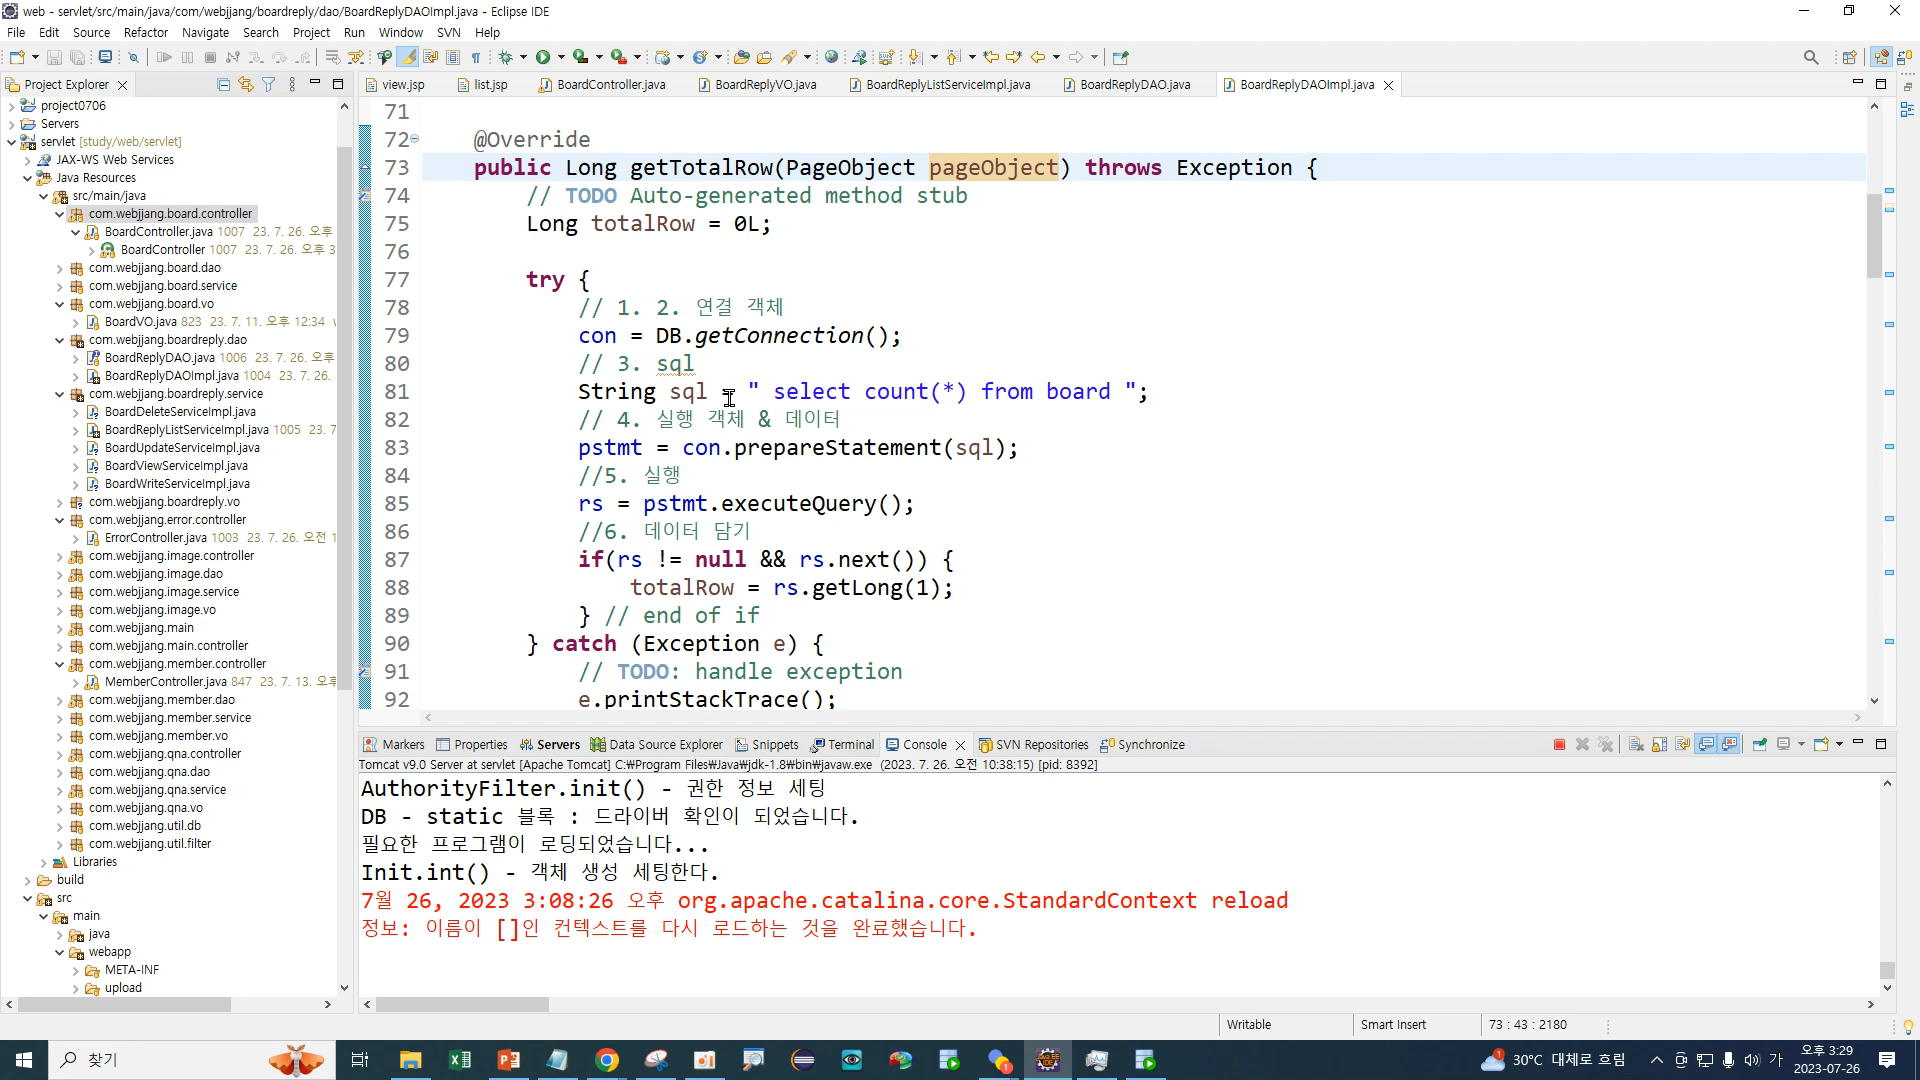 web - servlet/src/main/java/com/webjjang/boardreply/dao/BoardReplyDAOImpl.java - Eclipse IDE
File Edit Source Refactor Navigate Search Project Run Window SVN Help
Project Explorer
view.jsp list.jsp BoardController.java BoardReplyVO.java BoardReplyListServiceImpl.java BoardReplyDAO.java BoardReplyDAOImpl.java
project0706
Servers
servlet [study/web/servlet]
JAX-WS Web Services
Java Resources
src/main/java
com.webjjang.board.controller
BoardController.java 1007 23. 7. 26. 오후
BoardController 1007 23. 7. 26. 오후 3
com.webjjang.board.dao
com.webjjang.board.service
com.webjjang.board.vo
BoardVO.java 823 23. 7. 11. 오후 12:34
com.webjjang.boardreply.dao
BoardReplyDAO.java 1006 23. 7. 26. 오후
BoardReplyDAOImpl.java 1004 23. 7. 26.
com.webjjang.boardreply.service
BoardDeleteServiceImpl.java
BoardReplyListServiceImpl.java 1005 23. 7
BoardUpdateServiceImpl.java
BoardViewServiceImpl.java
BoardWriteServiceImpl.java
com.webjjang.boardreply.vo
com.webjjang.error.controller
ErrorController.java 1003 23. 7. 26. 오전 1
com.webjjang.image.controller
com.webjjang.image.dao
com.webjjang.image.service
com.webjjang.image.vo
com.webjjang.main
com.webjjang.main.controller
com.webjjang.member.controller
MemberController.java 847 23. 7. 13. 오후
com.webjjang.member.dao
com.webjjang.member.service
com.webjjang.member.vo
com.webjjang.qna.controller
com.webjjang.qna.dao
com.webjjang.qna.service
com.webjjang.qna.vo
com.webjjang.util.db
com.webjjang.util.filter
Libraries
build
src
main
java
webapp
META-INF
upload
71
72 @Override
73 public Long getTotalRow(PageObject pageObject) throws Exception {
74 // TODO Auto-generated method stub
75 Long totalRow = 0L;
76
77 try {
78 // 1. 2. 연결 객체
79 con = DB.getConnection();
80 // 3. sql
81 String sql = " select count(*) from board ";
82 // 4. 실행 객체 & 데이터
83 pstmt = con.prepareStatement(sql);
84 //5. 실행
85 rs = pstmt.executeQuery();
86 //6. 데이터 담기
87 if(rs != null && rs.next()) {
88 totalRow = rs.getLong(1);
89 } // end of if
90 } catch (Exception e) {
91 // TODO: handle exception
92 e.printStackTrace();
Markers Properties Servers Data Source Explorer Snippets Terminal Console SVN Repositories Synchronize
Tomcat v9.0 Server at servlet [Apache Tomcat] C:₩Program Files₩Java₩jdk-1.8₩bin₩javaw.exe (2023. 7. 26. 오전 10:38:15) [pid: 8392]
AuthorityFilter.init() - 권한 정보 세팅
DB - static 블록 : 드라이버 확인이 되었습니다.
필요한 프로그램이 로딩되었습니다...
Init.int() - 객체 생성 세팅한다.
7월 26, 2023 3:08:26 오후 org.apache.catalina.core.StandardContext reload
정보: 이름이 []인 컨텍스트를 다시 로드하는 것을 완료했습니다.
Writable Smart Insert 73 : 43 : 2180
찾기
30°C 대체로 흐림
가
오후 3:29
2023-07-26